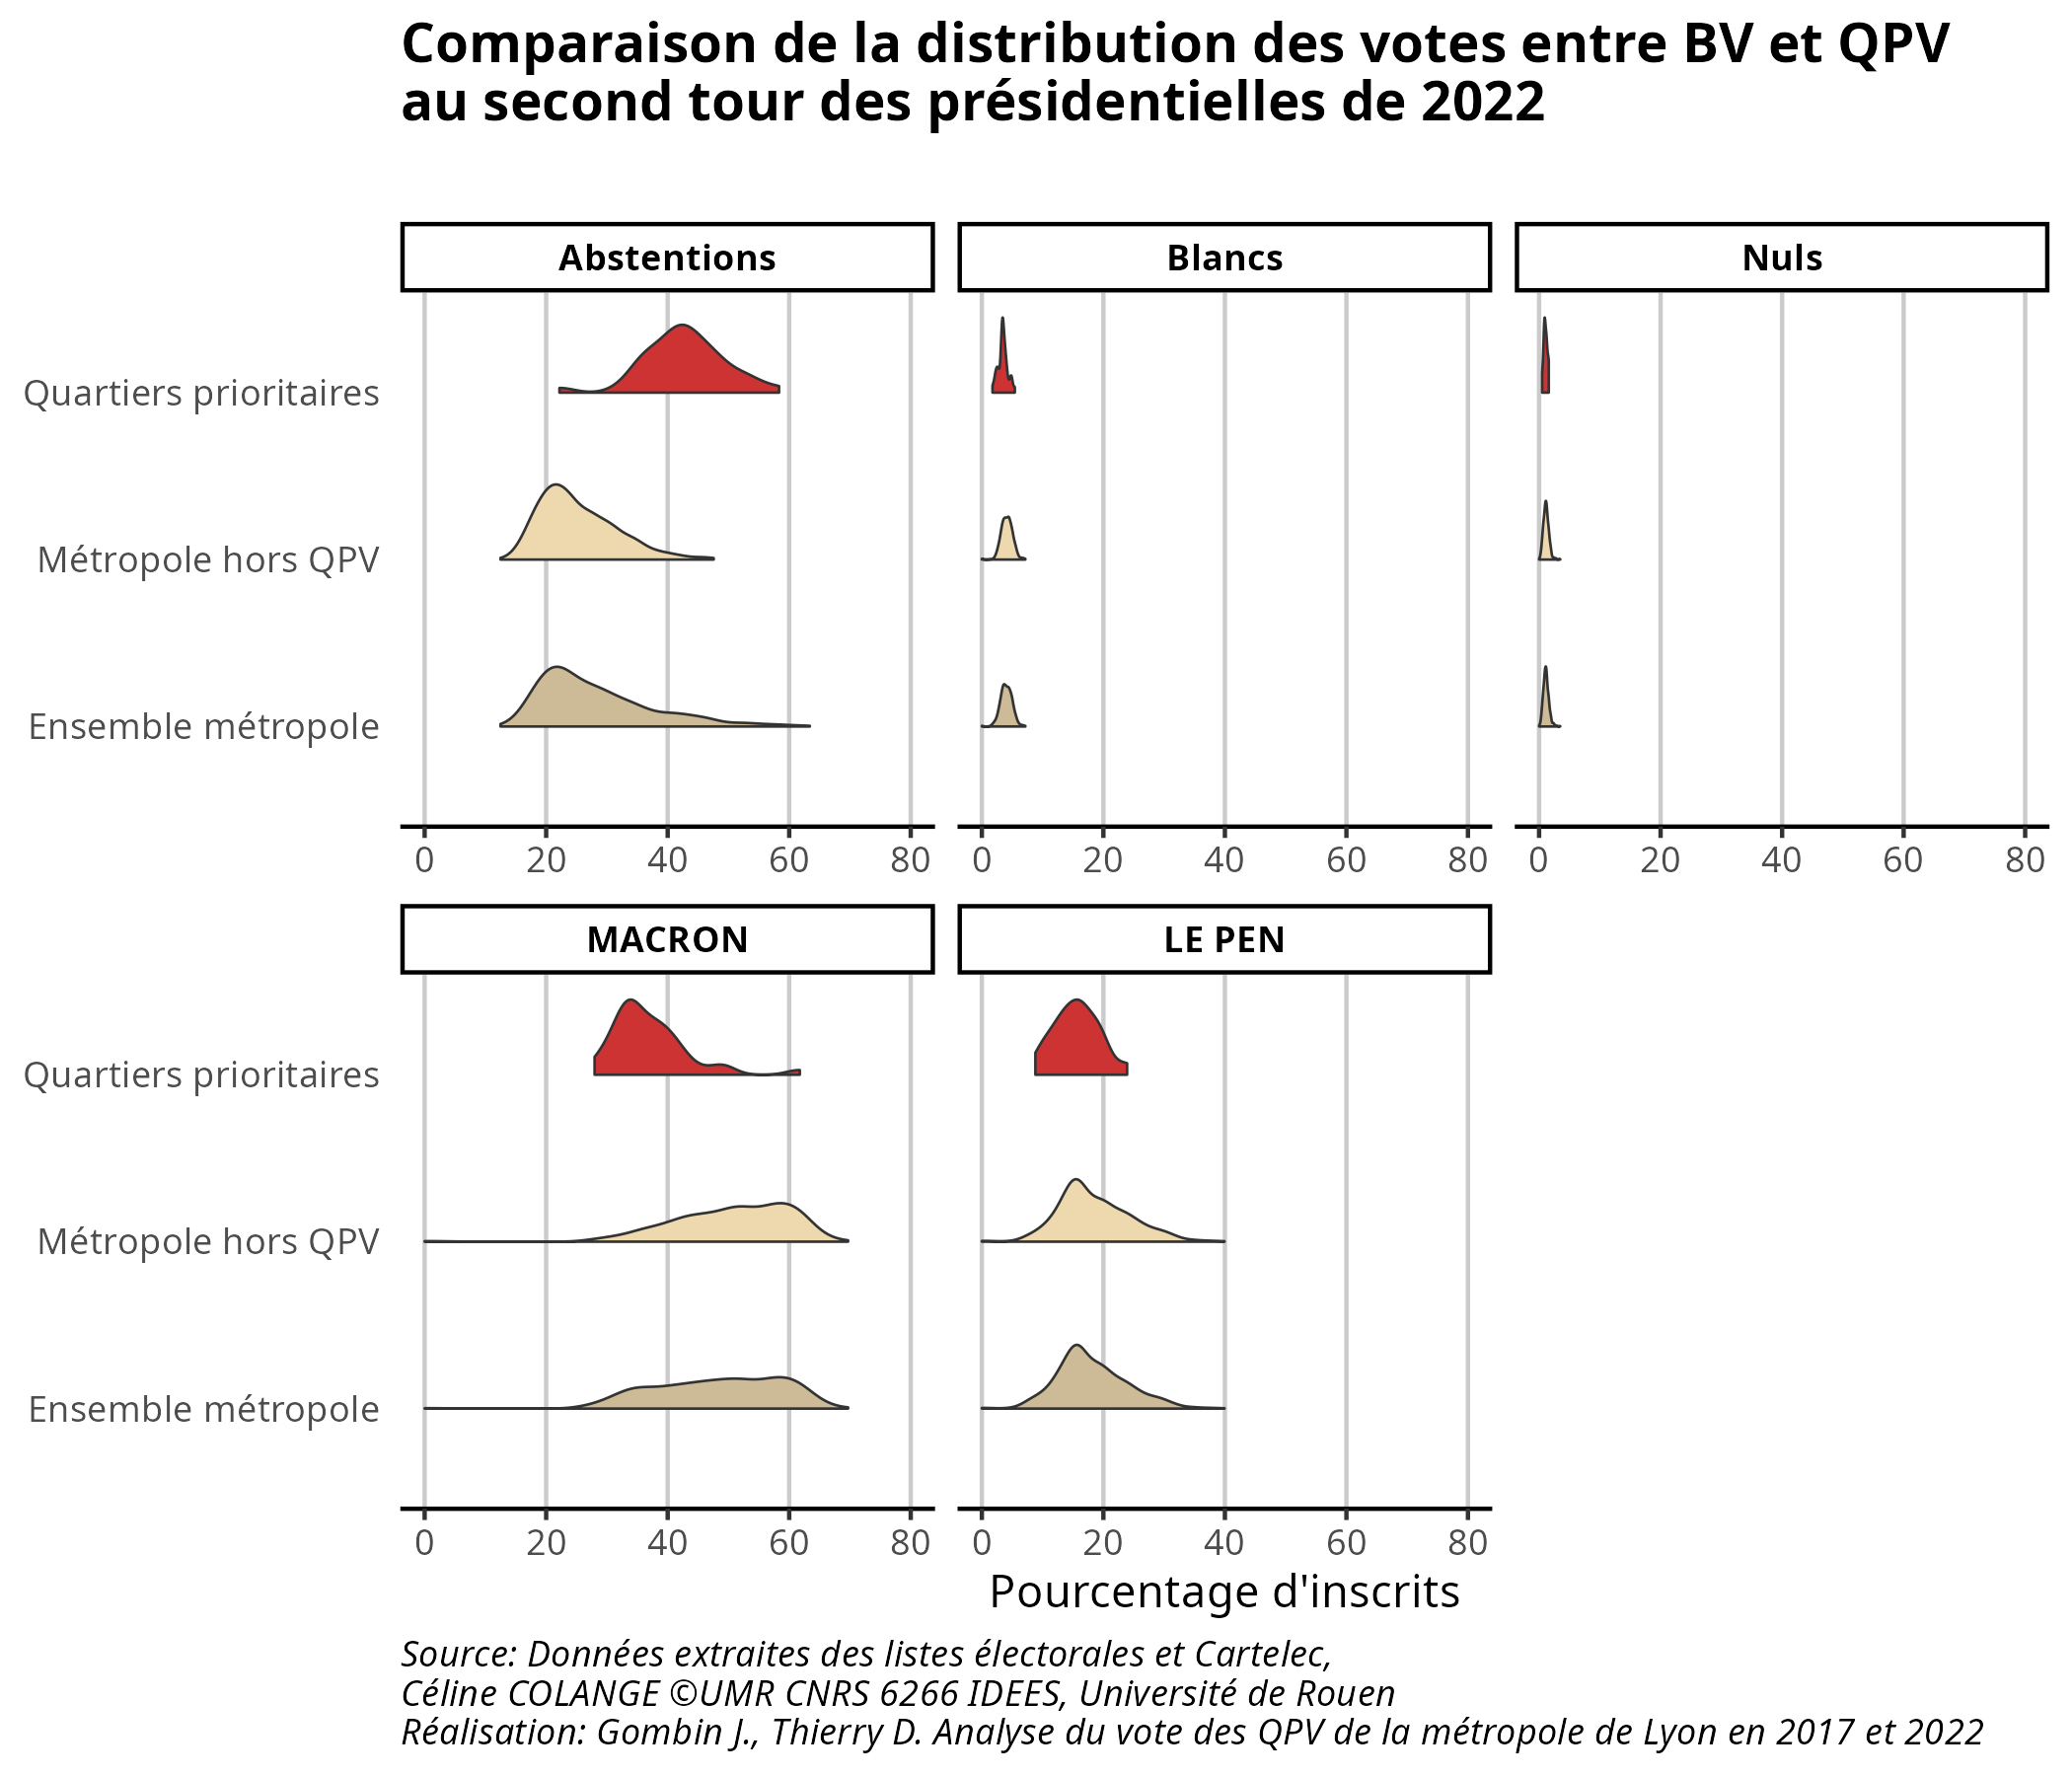 Comparaison de la distribution des votes entre BV et QPV
au second tour des présidentielles de 2022
Abstentions
Blancs
Nuls
Quartiers prioritaires
Métropole hors QPV
Ensemble métropole
0 20 40 60 80
0 20 40 60 80
0 20 40 60 80
MACRON
LE PEN
Quartiers prioritaires
Métropole hors QPV
Ensemble métropole
0 20 40 60 80
0 20 40 60 80
Pourcentage d'inscrits
Source: Données extraites des listes électorales et Cartelec,
Céline COLANGE ©UMR CNRS 6266 IDEES, Université de Rouen
Réalisation: Gombin J., Thierry D. Analyse du vote des QPV de la métropole de Lyon en 2017 et 2022